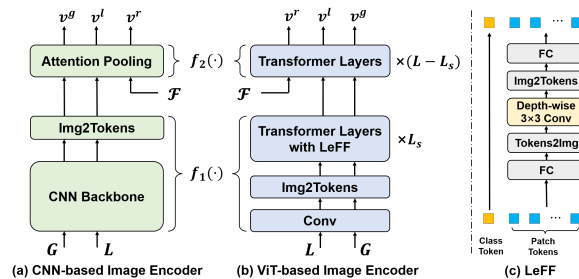 v^g v^l v^r
Attention Pooling
𝓕
Img2Tokens
CNN Backbone
G L
(a) CNN-based Image Encoder
f_2(·)
f_1(·)
v^r v^l v^g
Transformer Layers
×(L − L_s)
𝓕
Transformer Layers
with LeFF
×L_s
Img2Tokens
Conv
L G
(b) ViT-based Image Encoder
FC
Img2Tokens
Depth-wise
3×3 Conv
Tokens2Img
FC
Class
Token
Patch
Tokens
(c) LeFF